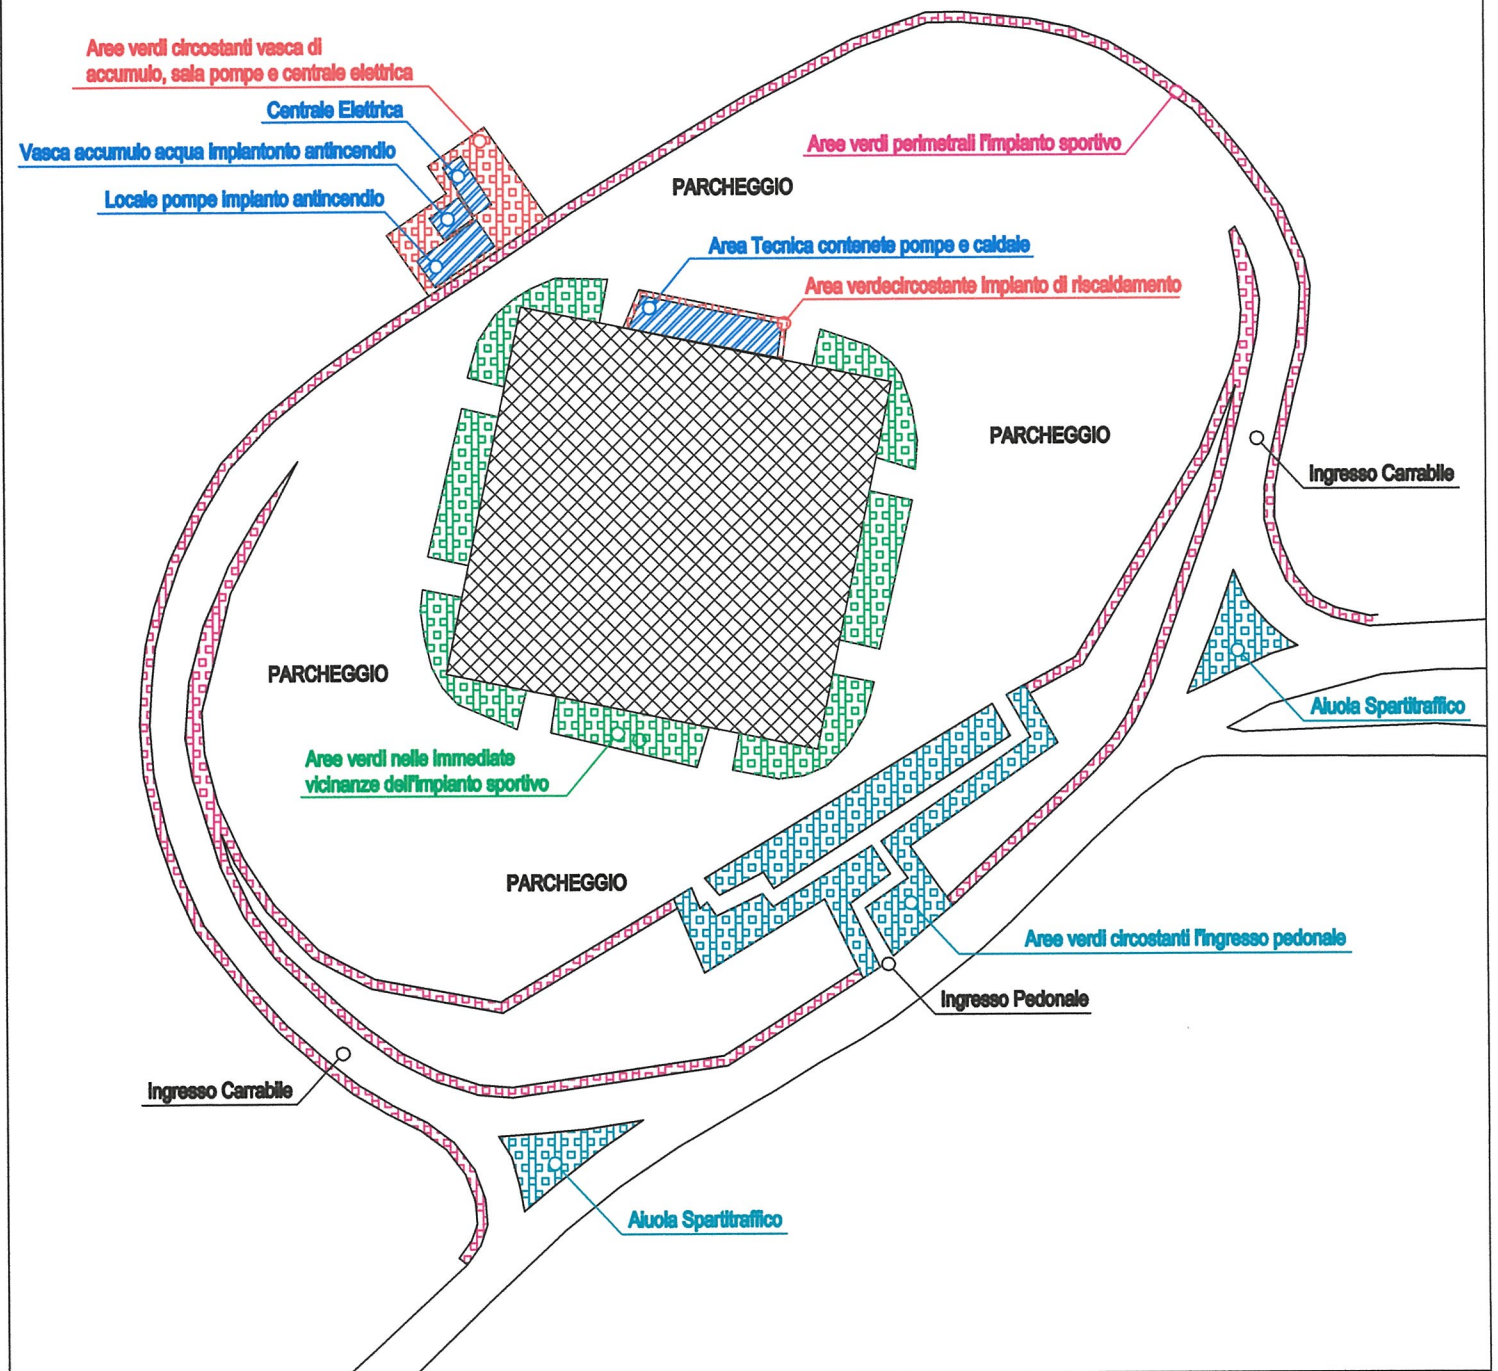 Aree verdi circostanti vasca di
accumulo, sala pompe e centrale elettrica
Centrale Elettrica
Vasca accumulo acqua implantonto antincendio
Locale pompe impianto antincendio
Aree verdi perimetrali l'impianto sportivo
PARCHEGGIO
Area Tecnica contenete pompe e caldaie
Area verdecircostante impianto di riscaldamento
PARCHEGGIO
Ingresso Carrabile
PARCHEGGIO
Aiuola Spartitraffico
Aree verdi nelle immediate
vicinanze dell'impianto sportivo
PARCHEGGIO
Aree verdi circostanti l'ingresso pedonale
Ingresso Pedonale
Ingresso Carrabile
Aiuola Spartitraffico